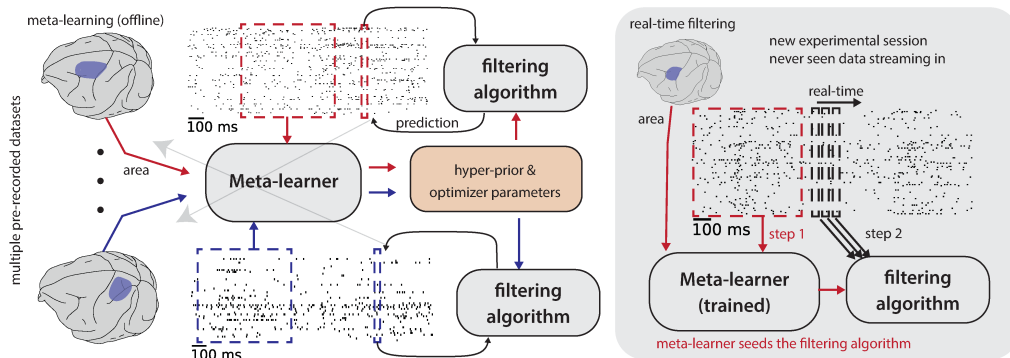 meta-learning (offline)
multiple pre-recorded datasets
area
100 ms
prediction
filtering
algorithm
Meta-learner
hyper-prior &
optimizer parameters
100 ms
filtering
algorithm
real-time filtering
new experimental session
never seen data streaming in
real-time
area
100 ms
step 1
step 2
Meta-learner
(trained)
filtering
algorithm
meta-learner seeds the filtering algorithm